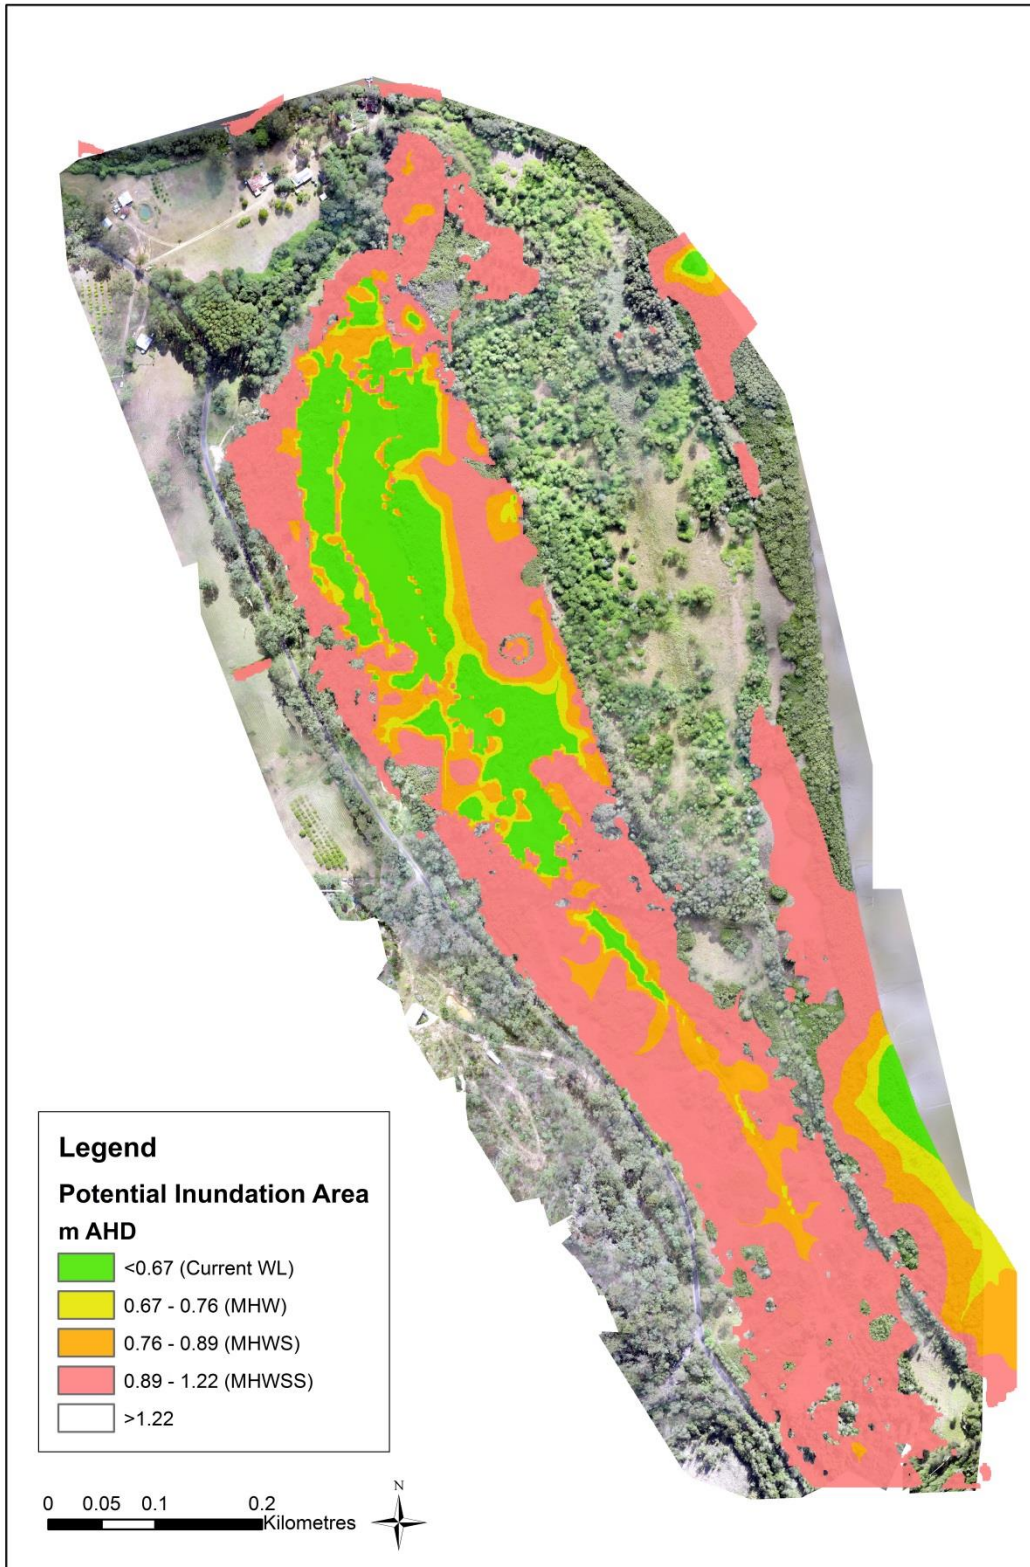 Legend
Potential Inundation Area
m AHD
<0.67 (Current WL)
0.67 - 0.76 (MHW)
0.76 - 0.89 (MHWS)
0.89 - 1.22 (MHWSS)
>1.22
N
0 0.05 0.1 0.2
Kilometres